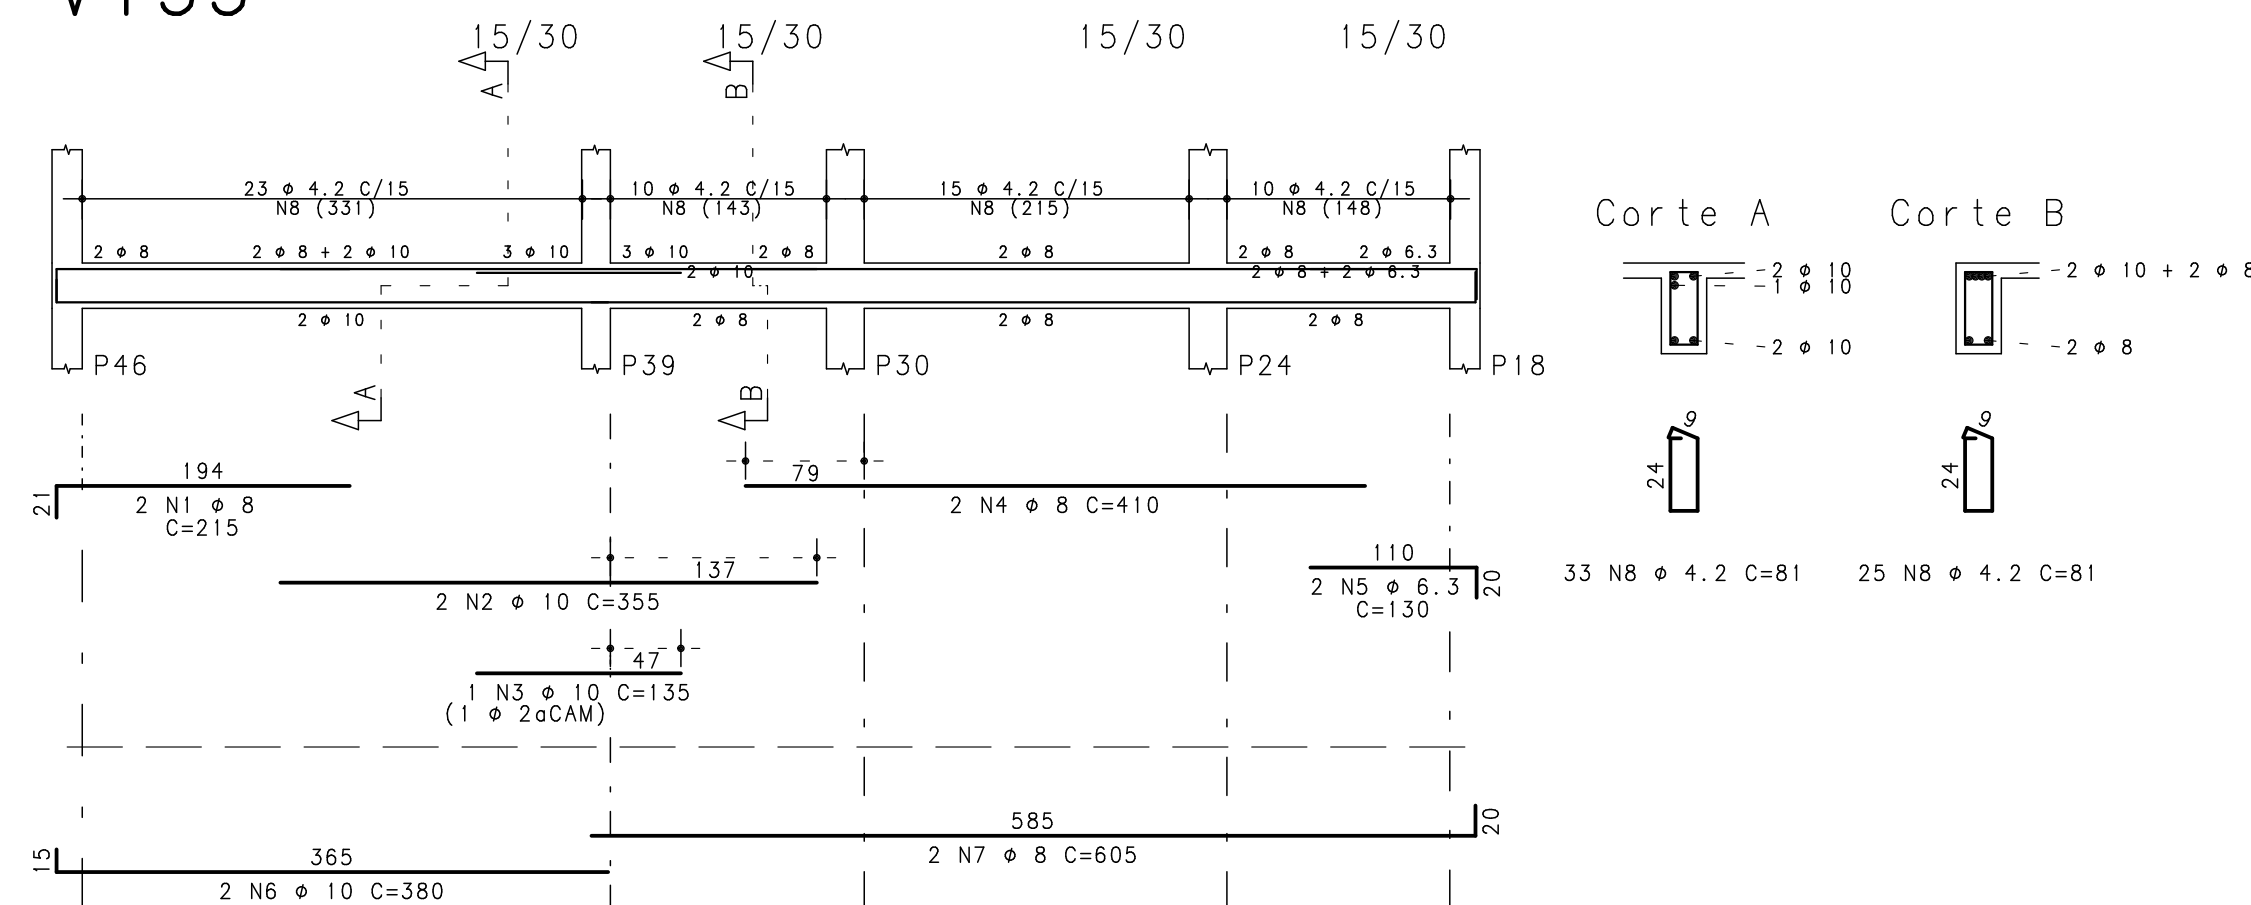 15/30 15/30 15/30 15/30
A B
23 ø 4.2 C/15 10 ø 4.2 C/15 15 ø 4.2 C/15 10 ø 4.2 C/15
N8 (331) N8 (143) N8 (215) N8 (148)
Corte A Corte B
2 ø 8 2 ø 8 + 2 ø 10 3 ø 10 3 ø 10 2 ø 8 2 ø 8 2 ø 8 2 ø 6.3
2 ø 10 2 ø 8 + 2 ø 6.3
2 ø 10 2 ø 10 + 2 ø 8
1 ø 10
2 ø 10 2 ø 8 2 ø 8 2 ø 8
2 ø 10 2 ø 8
P46 P39 P30 P24 P18
A B
194 79
21 2 N1 ø 8 2 N4 ø 8 C=410
C=215
9 9
24 24
137 110
2 N2 ø 10 C=355 2 N5 ø 6.3 20
C=130
33 N8 ø 4.2 C=81 25 N8 ø 4.2 C=81
47
1 N3 ø 10 C=135
(1 ø 2aCAM)
585 20
2 N7 ø 8 C=605
15 365
2 N6 ø 10 C=380